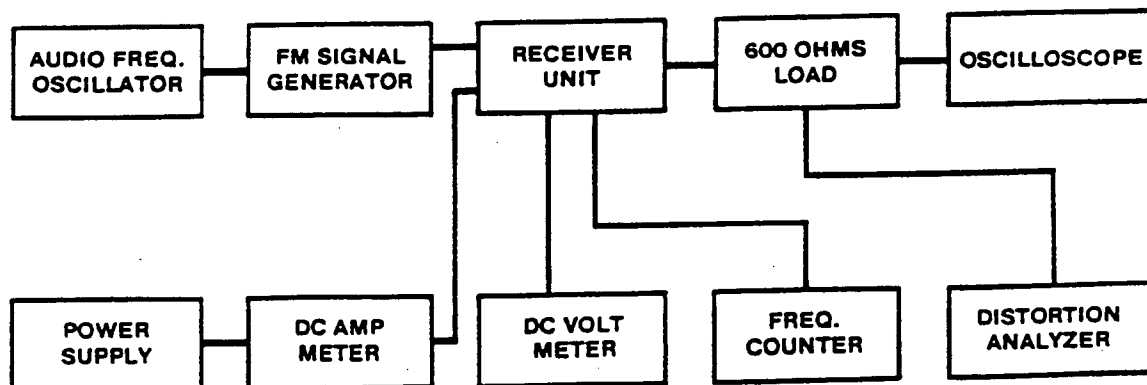 AUDIO FREQ.
OSCILLATOR
FM SIGNAL
GENERATOR
RECEIVER
UNIT
600 OHMS
LOAD
OSCILLOSCOPE
POWER
SUPPLY
DC AMP
METER
DC VOLT
METER
FREQ.
COUNTER
DISTORTION
ANALYZER